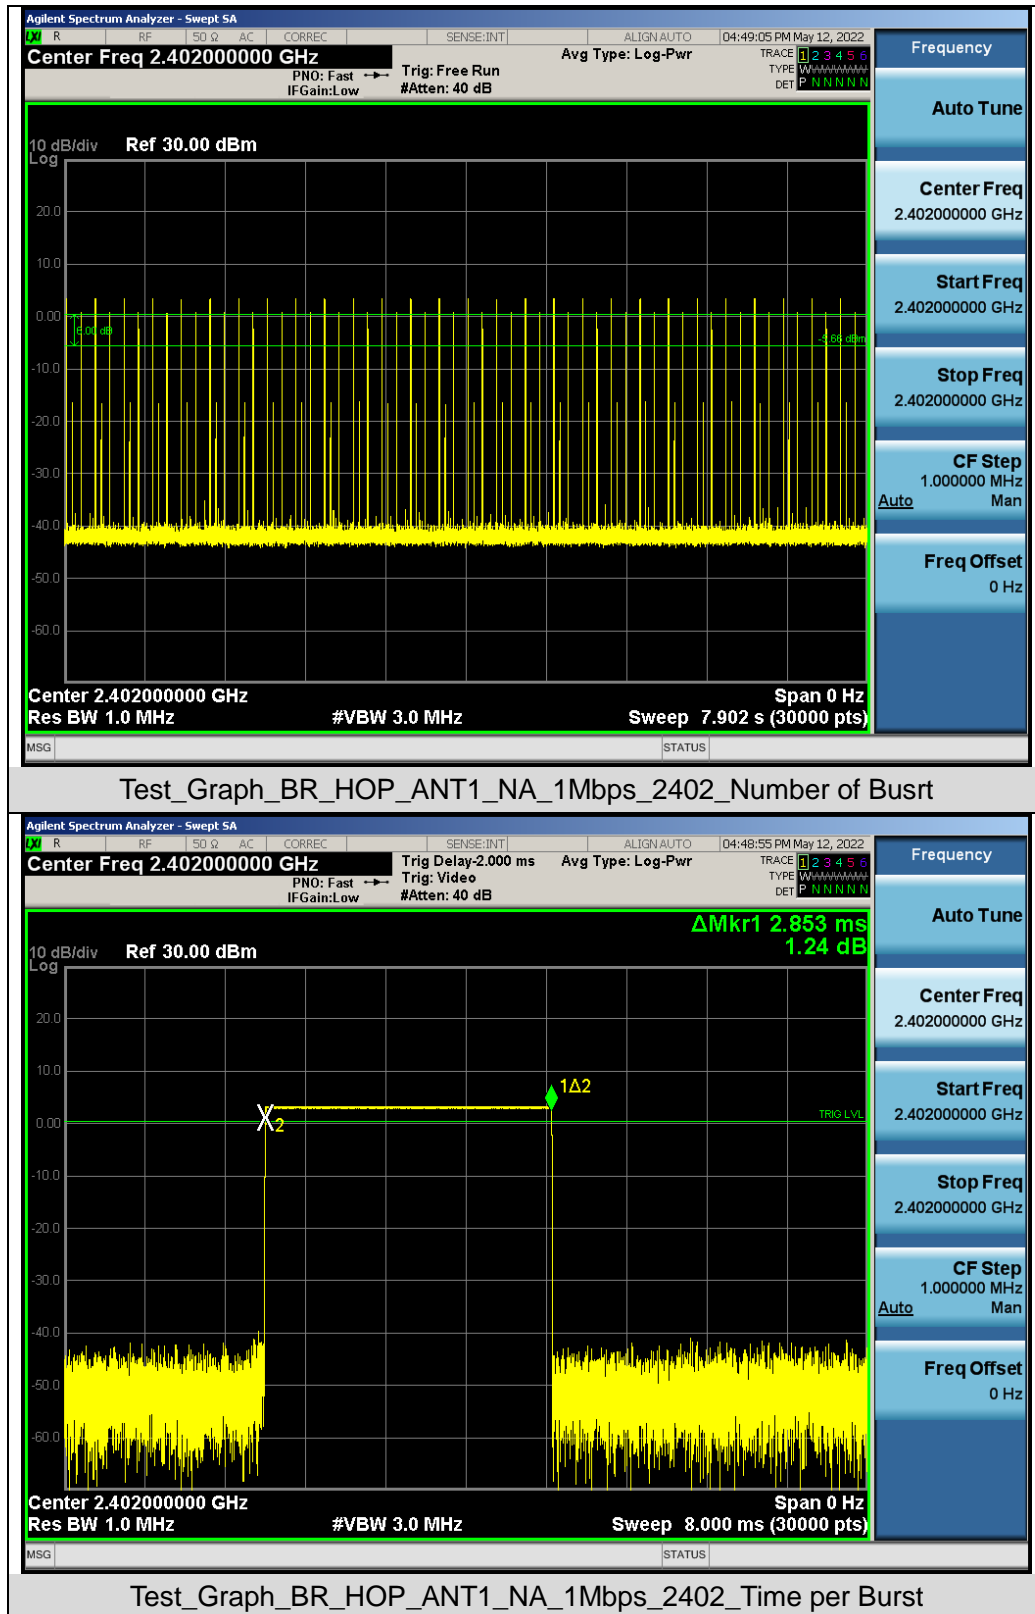 Agilent Spectrum Analyzer - Swept SA
LXI R RF 50 Ω AC CORREC SENSE:INT ALIGN AUTO 04:49:05 PM May 12, 2022
Center Freq 2.402000000 GHz Avg Type: Log-Pwr TRACE 1 2 3 4 5 6
PNO: Fast Trig: Free Run TYPE
IFGain:Low #Atten: 40 dB DET P N N N N N
Frequency
Auto Tune
10 dB/div Ref 30.00 dBm
Log
20.0
10.0
0.00
6.00 dB
-5.66 dBm
-10.0
-20.0
-30.0
-40.0
-50.0
-60.0
Center Freq
2.402000000 GHz
Start Freq
2.402000000 GHz
Stop Freq
2.402000000 GHz
CF Step
1.000000 MHz
Auto Man
Freq Offset
0 Hz
Center 2.402000000 GHz Span 0 Hz
Res BW 1.0 MHz #VBW 3.0 MHz Sweep 7.902 s (30000 pts)
MSG STATUS
Test_Graph_BR_HOP_ANT1_NA_1Mbps_2402_Number of Busrt
Agilent Spectrum Analyzer - Swept SA
LXI R RF 50 Ω AC CORREC SENSE:INT ALIGN AUTO 04:48:55 PM May 12, 2022
Center Freq 2.402000000 GHz Trig Delay-2.000 ms Avg Type: Log-Pwr TRACE 1 2 3 4 5 6
PNO: Fast Trig: Video TYPE
IFGain:Low #Atten: 40 dB DET P N N N N N
Frequency
Auto Tune
ΔMkr1 2.853 ms
10 dB/div Ref 30.00 dBm 1.24 dB
Log
20.0
10.0
1Δ2
0.00
X2
TRIG LVL
-10.0
-20.0
-30.0
-40.0
-50.0
-60.0
Center Freq
2.402000000 GHz
Start Freq
2.402000000 GHz
Stop Freq
2.402000000 GHz
CF Step
1.000000 MHz
Auto Man
Freq Offset
0 Hz
Center 2.402000000 GHz Span 0 Hz
Res BW 1.0 MHz #VBW 3.0 MHz Sweep 8.000 ms (30000 pts)
MSG STATUS
Test_Graph_BR_HOP_ANT1_NA_1Mbps_2402_Time per Burst